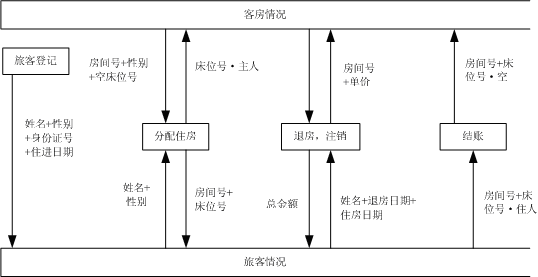 客房情况
旅客登记
房间号+性别
+空床位号
床位号·主人
房间号
+单价
房间号+床
位号·空
姓名+性别
+身份证号
+住进日期
分配住房
退房，注销
结账
姓名+
性别
房间号+
床位号
总金额
姓名+退房日期+
住房日期
房间号+床
位号·住人
旅客情况